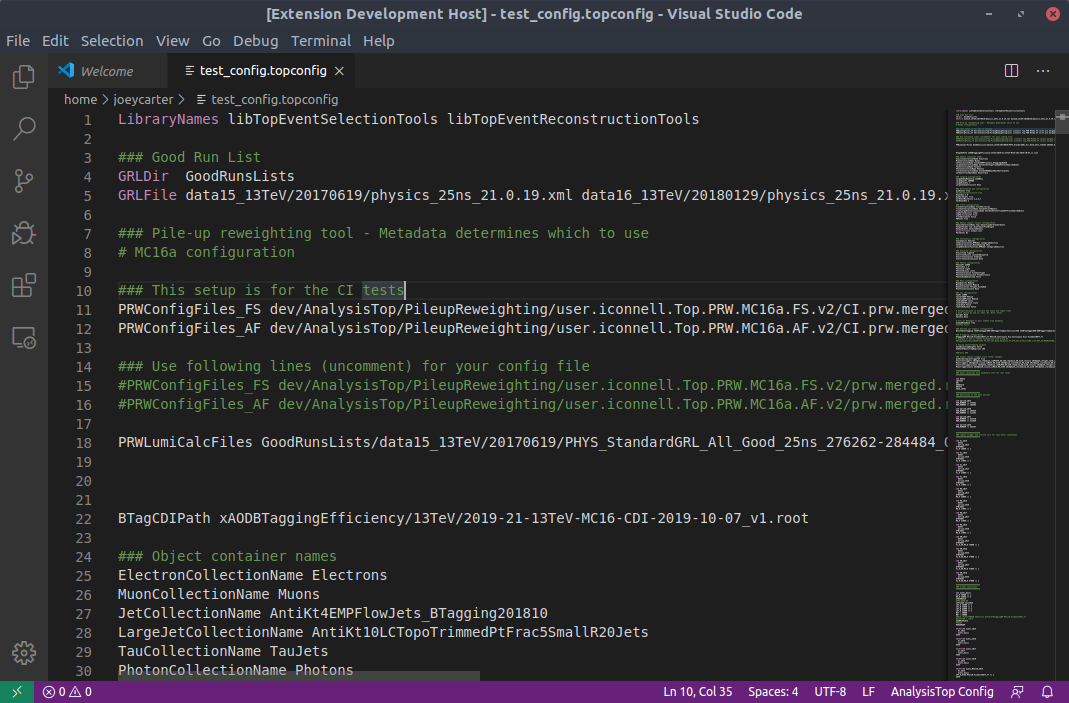 [Extension Development Host] - test_config.topconfig - Visual Studio Code
File Edit Selection View Go Debug Terminal Help
Welcome
test_config.topconfig
home > joeycarter > test_config.topconfig
1 LibraryNames libTopEventSelectionTools libTopEventReconstructionTools
2
3 ### Good Run List
4 GRLDir  GoodRunsLists
5 GRLFile data15_13TeV/20170619/physics_25ns_21.0.19.xml data16_13TeV/20180129/physics_25ns_21.0.19.x
6
7 ### Pile-up reweighting tool - Metadata determines which to use
8 # MC16a configuration
9
10 ### This setup is for the CI tests
11 PRWConfigFiles_FS dev/AnalysisTop/PileupReweighting/user.iconnell.Top.PRW.MC16a.FS.v2/CI.prw.merged
12 PRWConfigFiles_AF dev/AnalysisTop/PileupReweighting/user.iconnell.Top.PRW.MC16a.AF.v2/CI.prw.merged
13
14 ### Use following lines (uncomment) for your config file
15 #PRWConfigFiles_FS dev/AnalysisTop/PileupReweighting/user.iconnell.Top.PRW.MC16a.FS.v2/prw.merged.
16 #PRWConfigFiles_AF dev/AnalysisTop/PileupReweighting/user.iconnell.Top.PRW.MC16a.AF.v2/prw.merged.
17
18 PRWLumiCalcFiles GoodRunsLists/data15_13TeV/20170619/PHYS_StandardGRL_All_Good_25ns_276262-284484_
19
20
21
22 BTagCDIPath xAODBTaggingEfficiency/13TeV/2019-21-13TeV-MC16-CDI-2019-10-07_v1.root
23
24 ### Object container names
25 ElectronCollectionName Electrons
26 MuonCollectionName Muons
27 JetCollectionName AntiKt4EMPFlowJets_BTagging201810
28 LargeJetCollectionName AntiKt10LCTopoTrimmedPtFrac5SmallR20Jets
29 TauCollectionName TauJets
30 PhotonCollectionName Photons
0 0 Ln 10, Col 35 Spaces: 4 UTF-8 LF AnalysisTop Config